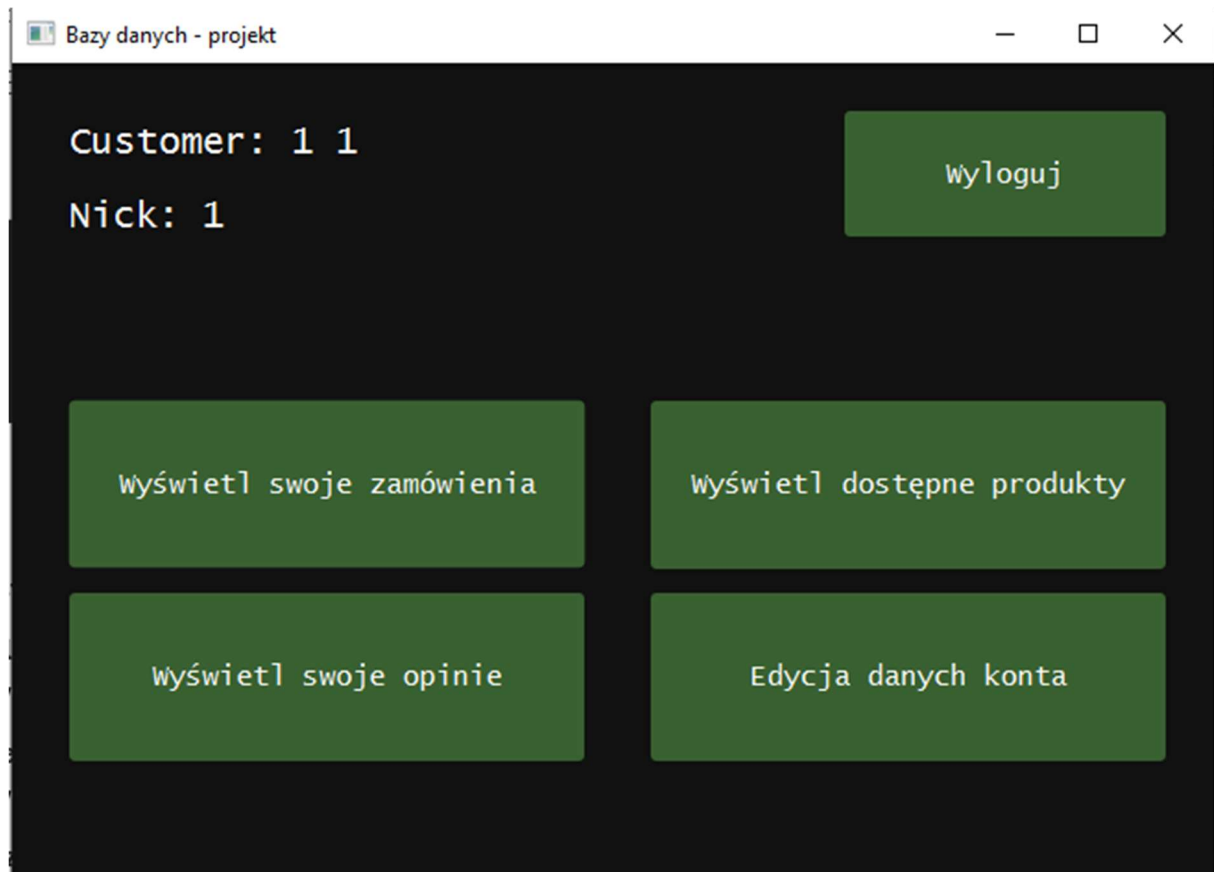 Bazy danych - projekt
Customer: 1 1
Wyloguj
Nick: 1
Wyświetl swoje zamówienia
Wyświetl dostępne produkty
Wyświetl swoje opinie
Edycja danych konta